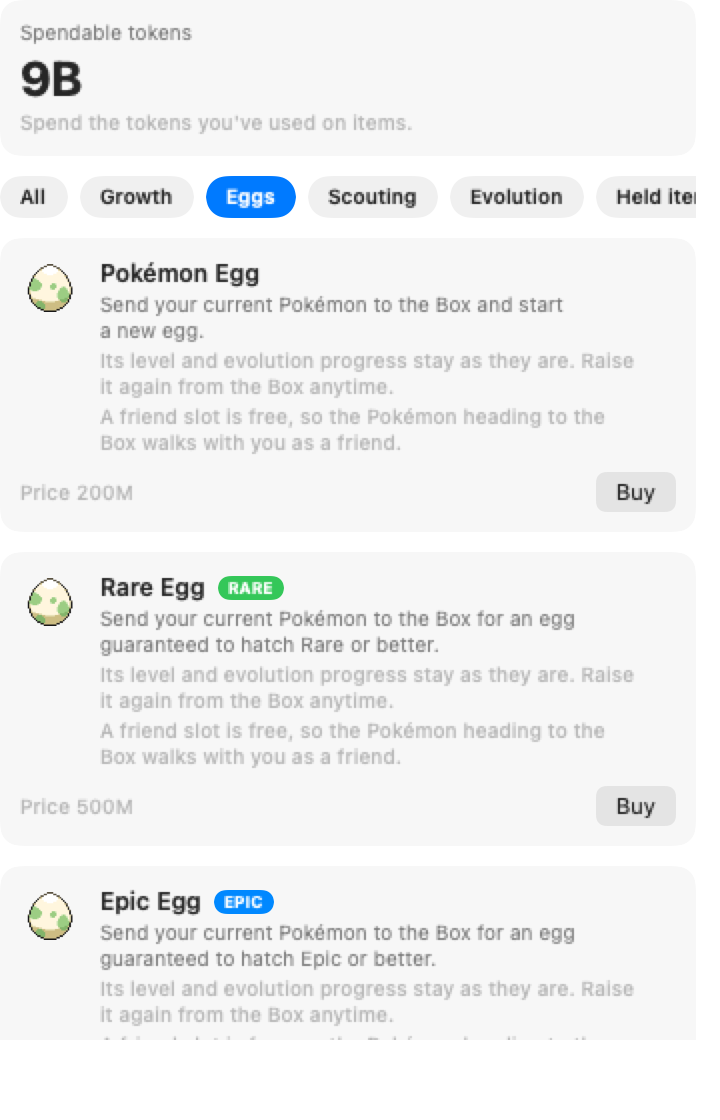 Spendable tokens
9B
Spend the tokens you've used on items.
All
Growth
Eggs
Scouting
Evolution
Held ite
Pokémon Egg
Send your current Pokémon to the Box and start
a new egg.
Its level and evolution progress stay as they are. Raise
it again from the Box anytime.
A friend slot is free, so the Pokémon heading to the
Box walks with you as a friend.
Price 200M
Buy
Rare Egg RARE
Send your current Pokémon to the Box for an egg
guaranteed to hatch Rare or better.
Its level and evolution progress stay as they are. Raise
it again from the Box anytime.
A friend slot is free, so the Pokémon heading to the
Box walks with you as a friend.
Price 500M
Buy
Epic Egg EPIC
Send your current Pokémon to the Box for an egg
guaranteed to hatch Epic or better.
Its level and evolution progress stay as they are. Raise
it again from the Box anytime.